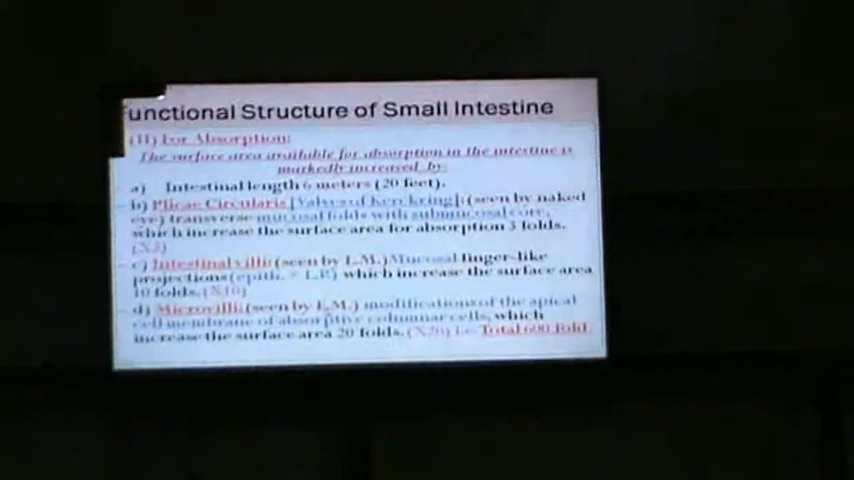 unctional Structure of Small Intestine
(II) For Absorption:
The surface area available for absorption in the intestine is
markedly increased by:
a) Intestinal length 6 meters (20 feet).
- b) Plicae Circularis [Valves of Kerckring]: (seen by naked
eye) transverse mucosal folds with submucosal core,
which increase the surface area for absorption 3 folds.
(X3)
- c) Intestinal villi: (seen by L.M.) Mucosal finger-like
projections (epith. + L.P.) which increase the surface area
10 folds. (X10)
- d) Microvilli: (seen by E.M.) modifications of the apical
cell membrane of absorptive columnar cells, which
increase the surface area 20 folds. (X20) i.e. Total 600 fold.